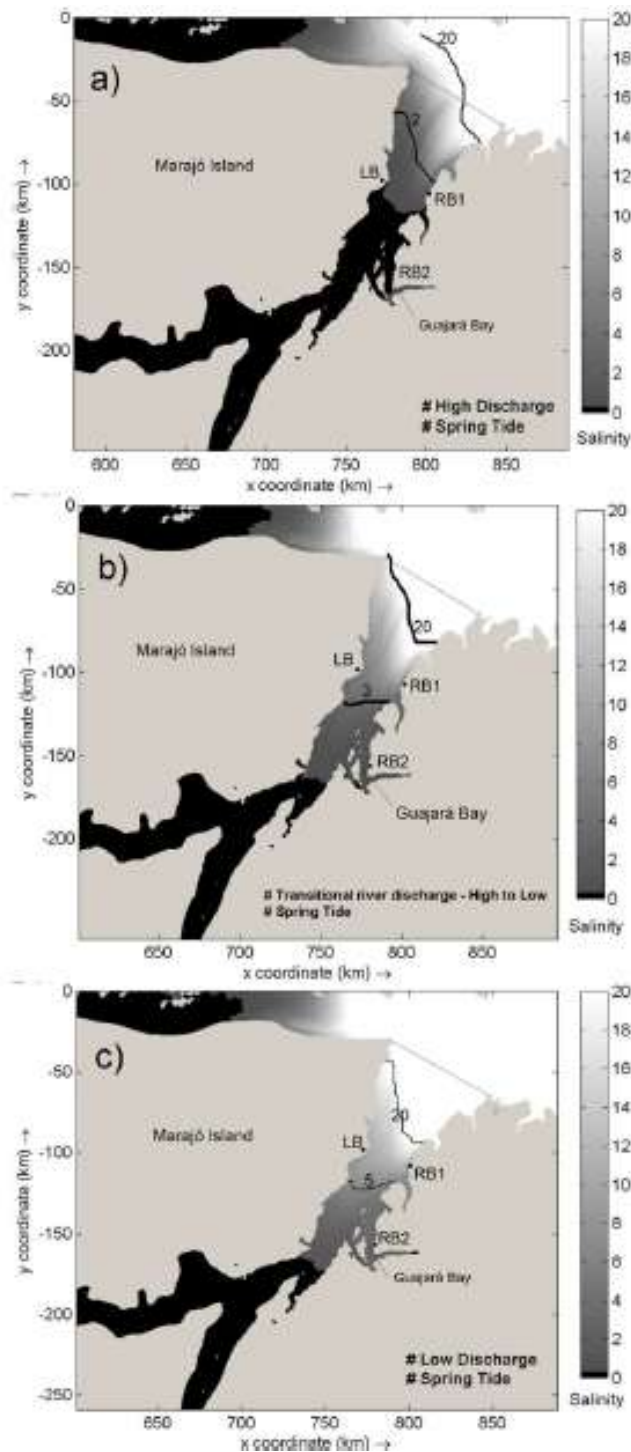 a)
0
-50
-100
-150
-200
y coordinate (km) →
Marajó Island
20
2
LB
RB1
RB2
Guajará Bay
# High Discharge
# Spring Tide
600 650 700 750 800 850
x coordinate (km) →
20
18
16
14
12
10
8
6
4
2
0
Salinity
b)
0
-50
-100
-150
-200
y coordinate (km) →
Marajó Island
20
LB
RB1
RB2
Guajará Bay
# Transitional river discharge - High to Low
# Spring Tide
650 700 750 800 850
x coordinate (km) →
20
18
16
14
12
10
8
6
4
2
0
Salinity
c)
0
-50
-100
-150
-200
-250
y coordinate (km) →
Marajó Island
20
LB
5
RB1
RB2
Guajará Bay
# Low Discharge
# Spring Tide
650 700 750 800 850
x coordinate (km) →
20
18
16
14
12
10
8
6
4
2
0
Salinity